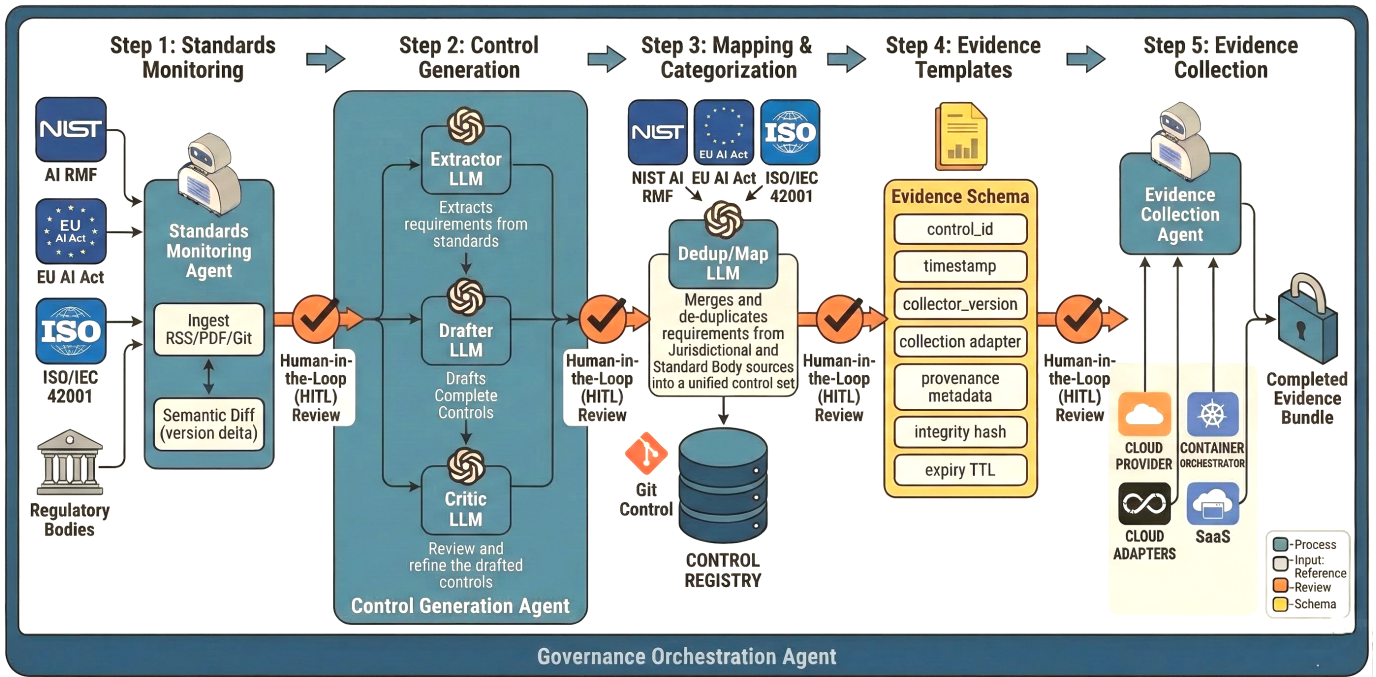 Step 1: Standards
Monitoring
Step 2: Control
Generation
Step 3: Mapping &
Categorization
Step 4: Evidence
Templates
Step 5: Evidence
Collection
NIST
AI RMF
EU
AI Act
EU AI Act
ISO
ISO/IEC
42001
Regulatory
Bodies
Standards
Monitoring
Agent
Ingest
RSS/PDF/Git
Semantic Diff
(version delta)
Human-in-
the-Loop
(HITL)
Review
Extractor
LLM
Extracts
requirements from
standards
Drafter
LLM
Drafts
Complete
Controls
Critic
LLM
Review and
refine the drafted
controls
Control Generation Agent
Human-in-
the-Loop
(HITL)
Review
NIST
EU AI Act
ISO
NIST AI
RMF
EU AI Act
ISO/IEC
42001
Dedup/Map
LLM
Merges and
de-duplicates
requirements from
Jurisdictional and
Standard Body sources
into a unified control set
Git
Control
CONTROL
REGISTRY
Human-in-
the-Loop
(HITL)
Review
Evidence Schema
control_id
timestamp
collector_version
collection adapter
provenance
metadata
integrity hash
expiry TTL
Human-in-
the-Loop
(HITL)
Review
Evidence
Collection
Agent
CLOUD
PROVIDER
CONTAINER
ORCHESTRATOR
CLOUD
ADAPTERS
SaaS
Completed
Evidence
Bundle
-Process
-Input:
Reference
-Review
-Schema
Governance Orchestration Agent